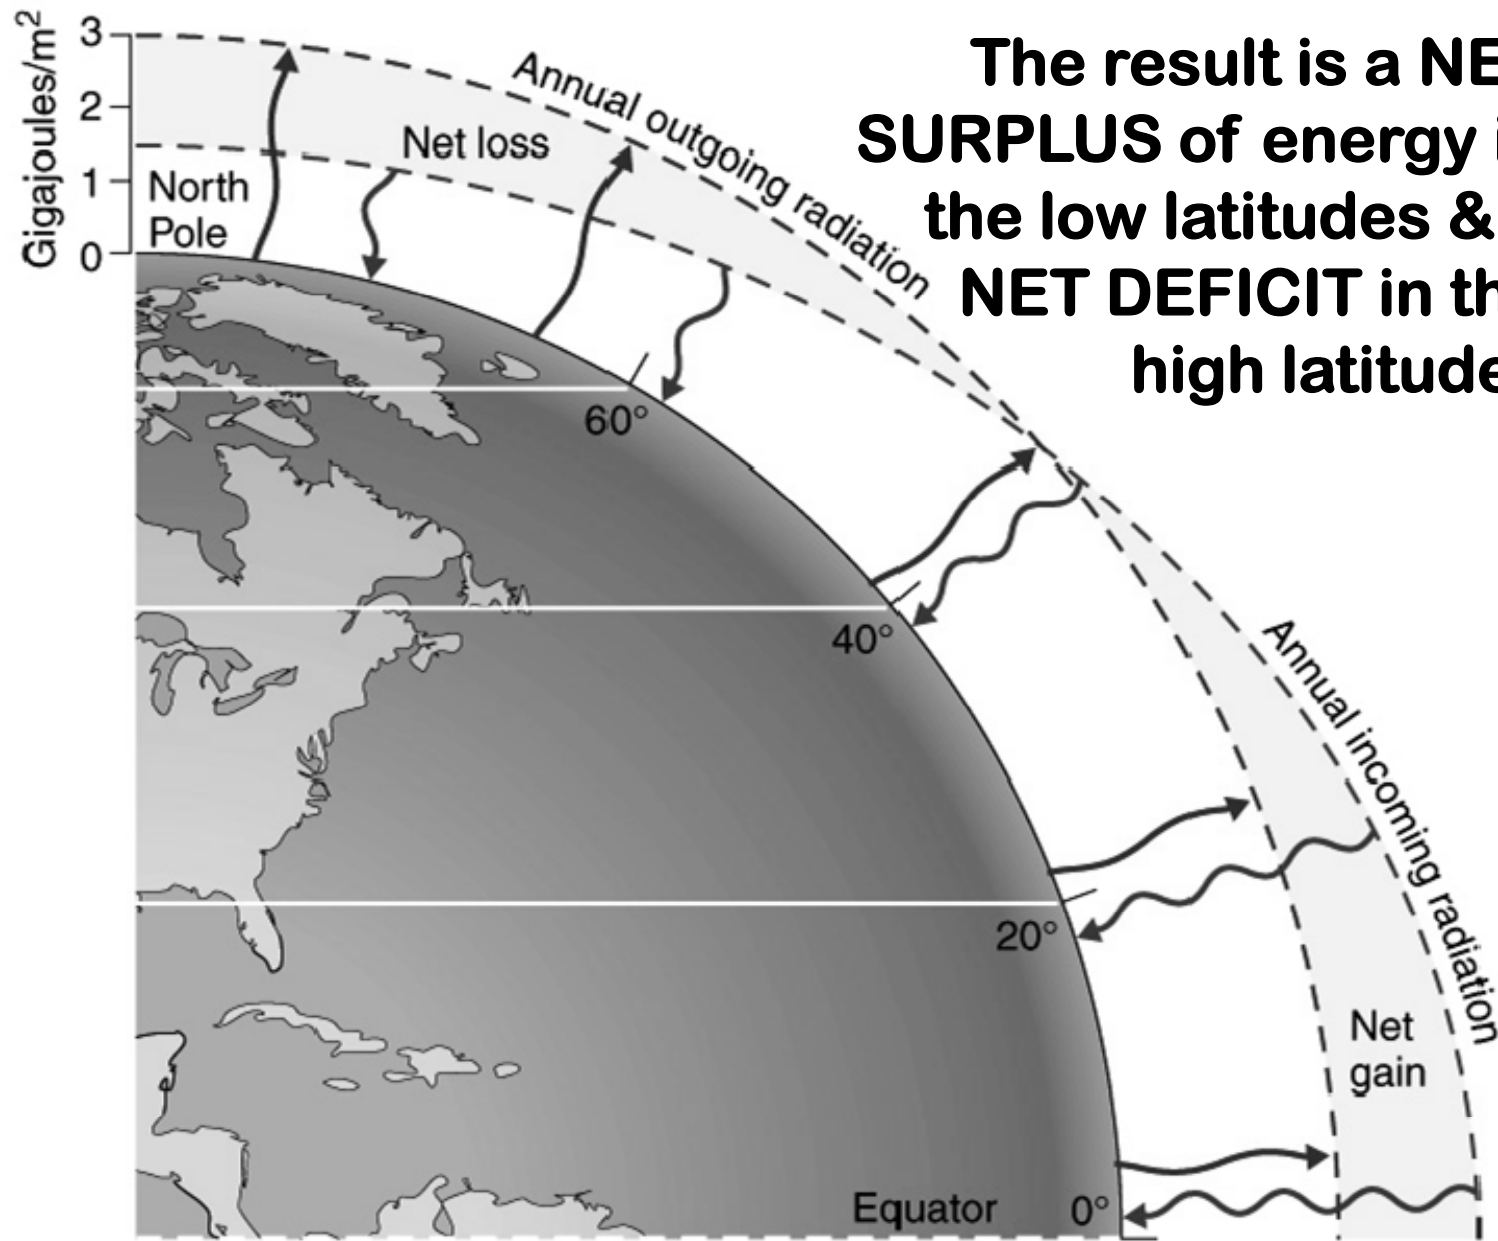 Gigajoules/m²
3
2
1
0
North
Pole
Net loss
Annual outgoing radiation
The result is a NE
SURPLUS of energy i
the low latitudes &
NET DEFICIT in th
high latitude
60°
40°
20°
Annual incoming radiation
Net
gain
Equator 0°